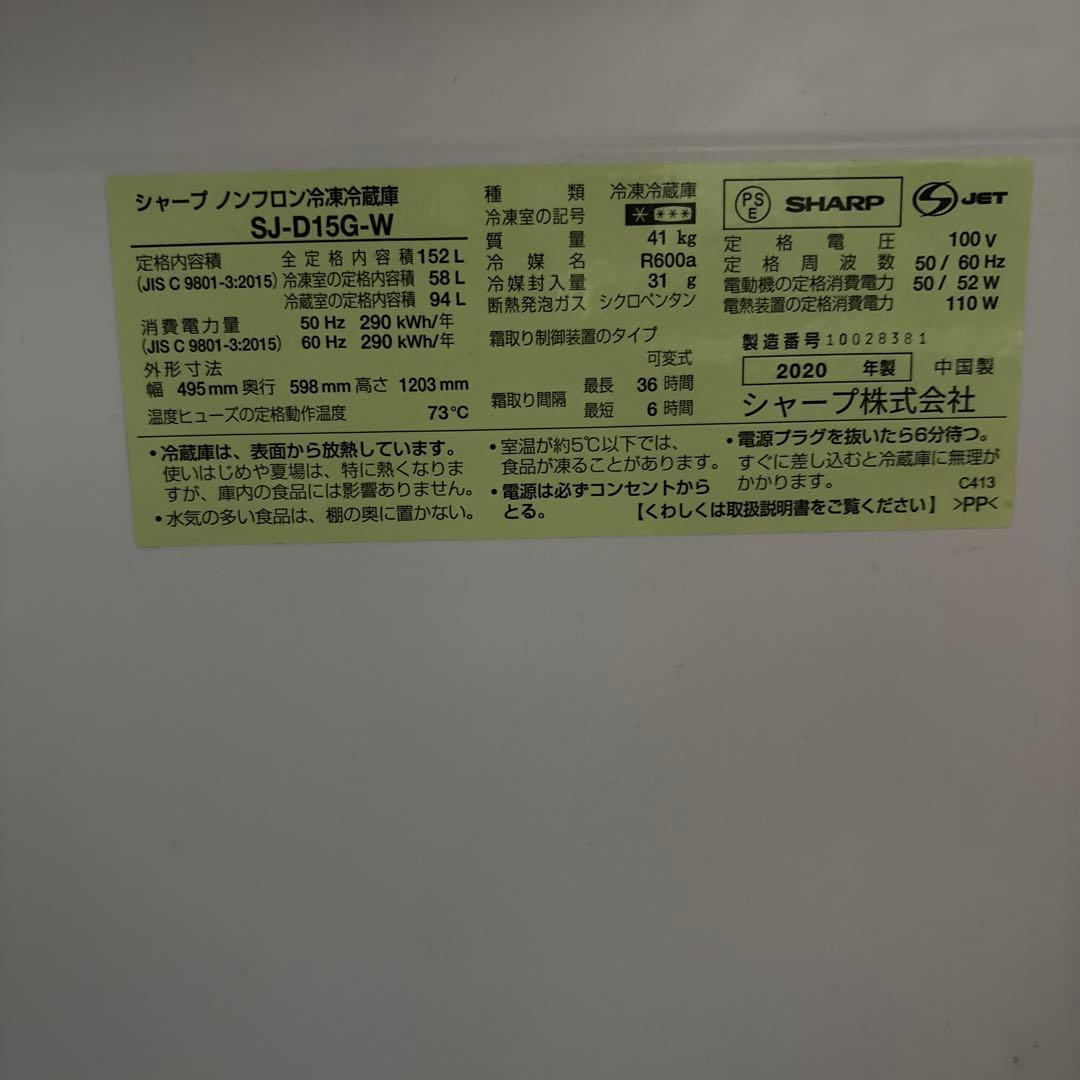 シャープ ノンフロン冷凍冷蔵庫
SJ-D15G-W
定格内容積 全定格内容積 152 L
(JIS C 9801-3:2015) 冷凍室の定格内容積 58 L
冷蔵室の定格内容積 94 L
消費電力量 50 Hz 290 kWh/年
(JIS C 9801-3:2015) 60 Hz 290 kWh/年
外形寸法
幅 495 mm 奥行 598 mm 高さ 1203 mm
温度ヒューズの定格動作温度 73℃
種類 冷凍冷蔵庫
冷凍室の記号 * ***
質量 41 kg
冷媒名 R600a
冷媒封入量 31 g
断熱発泡ガス シクロペンタン
霜取り制御装置のタイプ
可変式
霜取り間隔 最長 36 時間
最短 6 時間
PSE SHARP S JET
定格電圧 100 V
定格周波数 50 / 60 Hz
電動機の定格消費電力 50 / 52 W
電熱装置の定格消費電力 110 W
製造番号 10028381
2020 年製 中国製
シャープ株式会社
・冷蔵庫は、表面から放熱しています。
使いはじめや夏場は、特に熱くなりま
すが、庫内の食品には影響ありません。
・水気の多い食品は、棚の奥に置かない。
・室温が約5℃以下では、
食品が凍ることがあります。
・電源は必ずコンセントから
とる。
・電源プラグを抜いたら6分待つ。
すぐに差し込むと冷蔵庫に無理が
かかります。 C413
【くわしくは取扱説明書をご覧ください】 >PP<